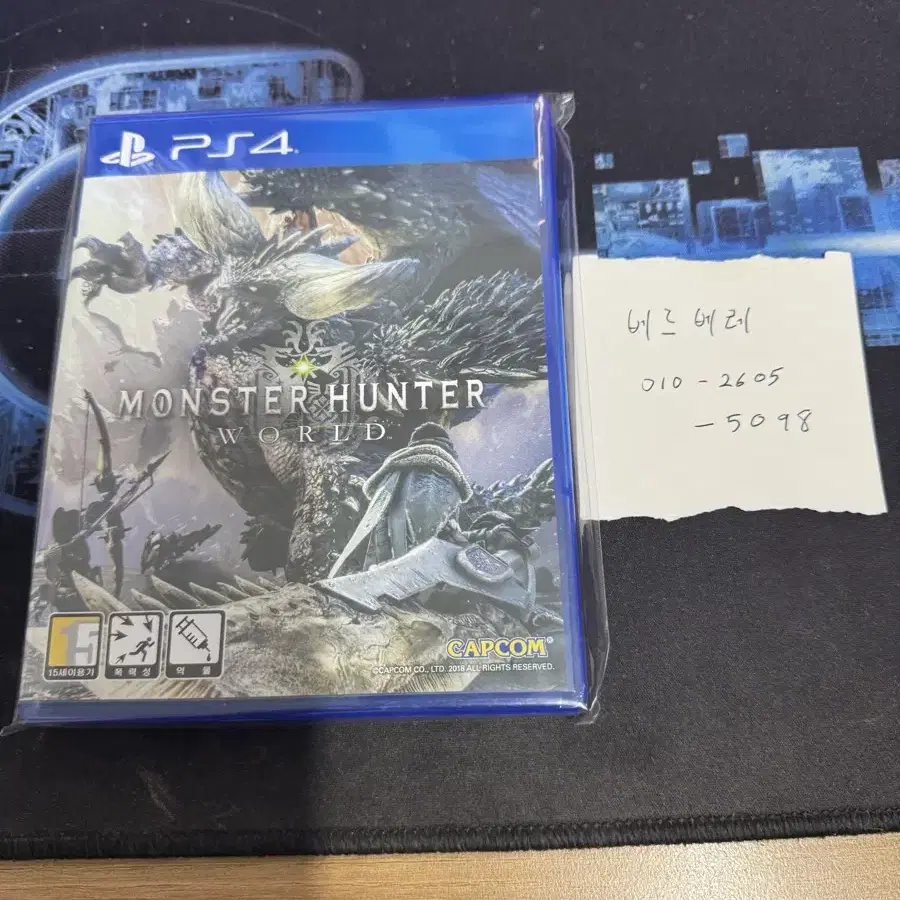 PS4
MONSTER HUNTER
WORLD
15
15세이용가
폭력성
약물
CAPCOM
©CAPCOM CO., LTD. 2018 ALL RIGHTS RESERVED.
베르베레
010-2605
-5098